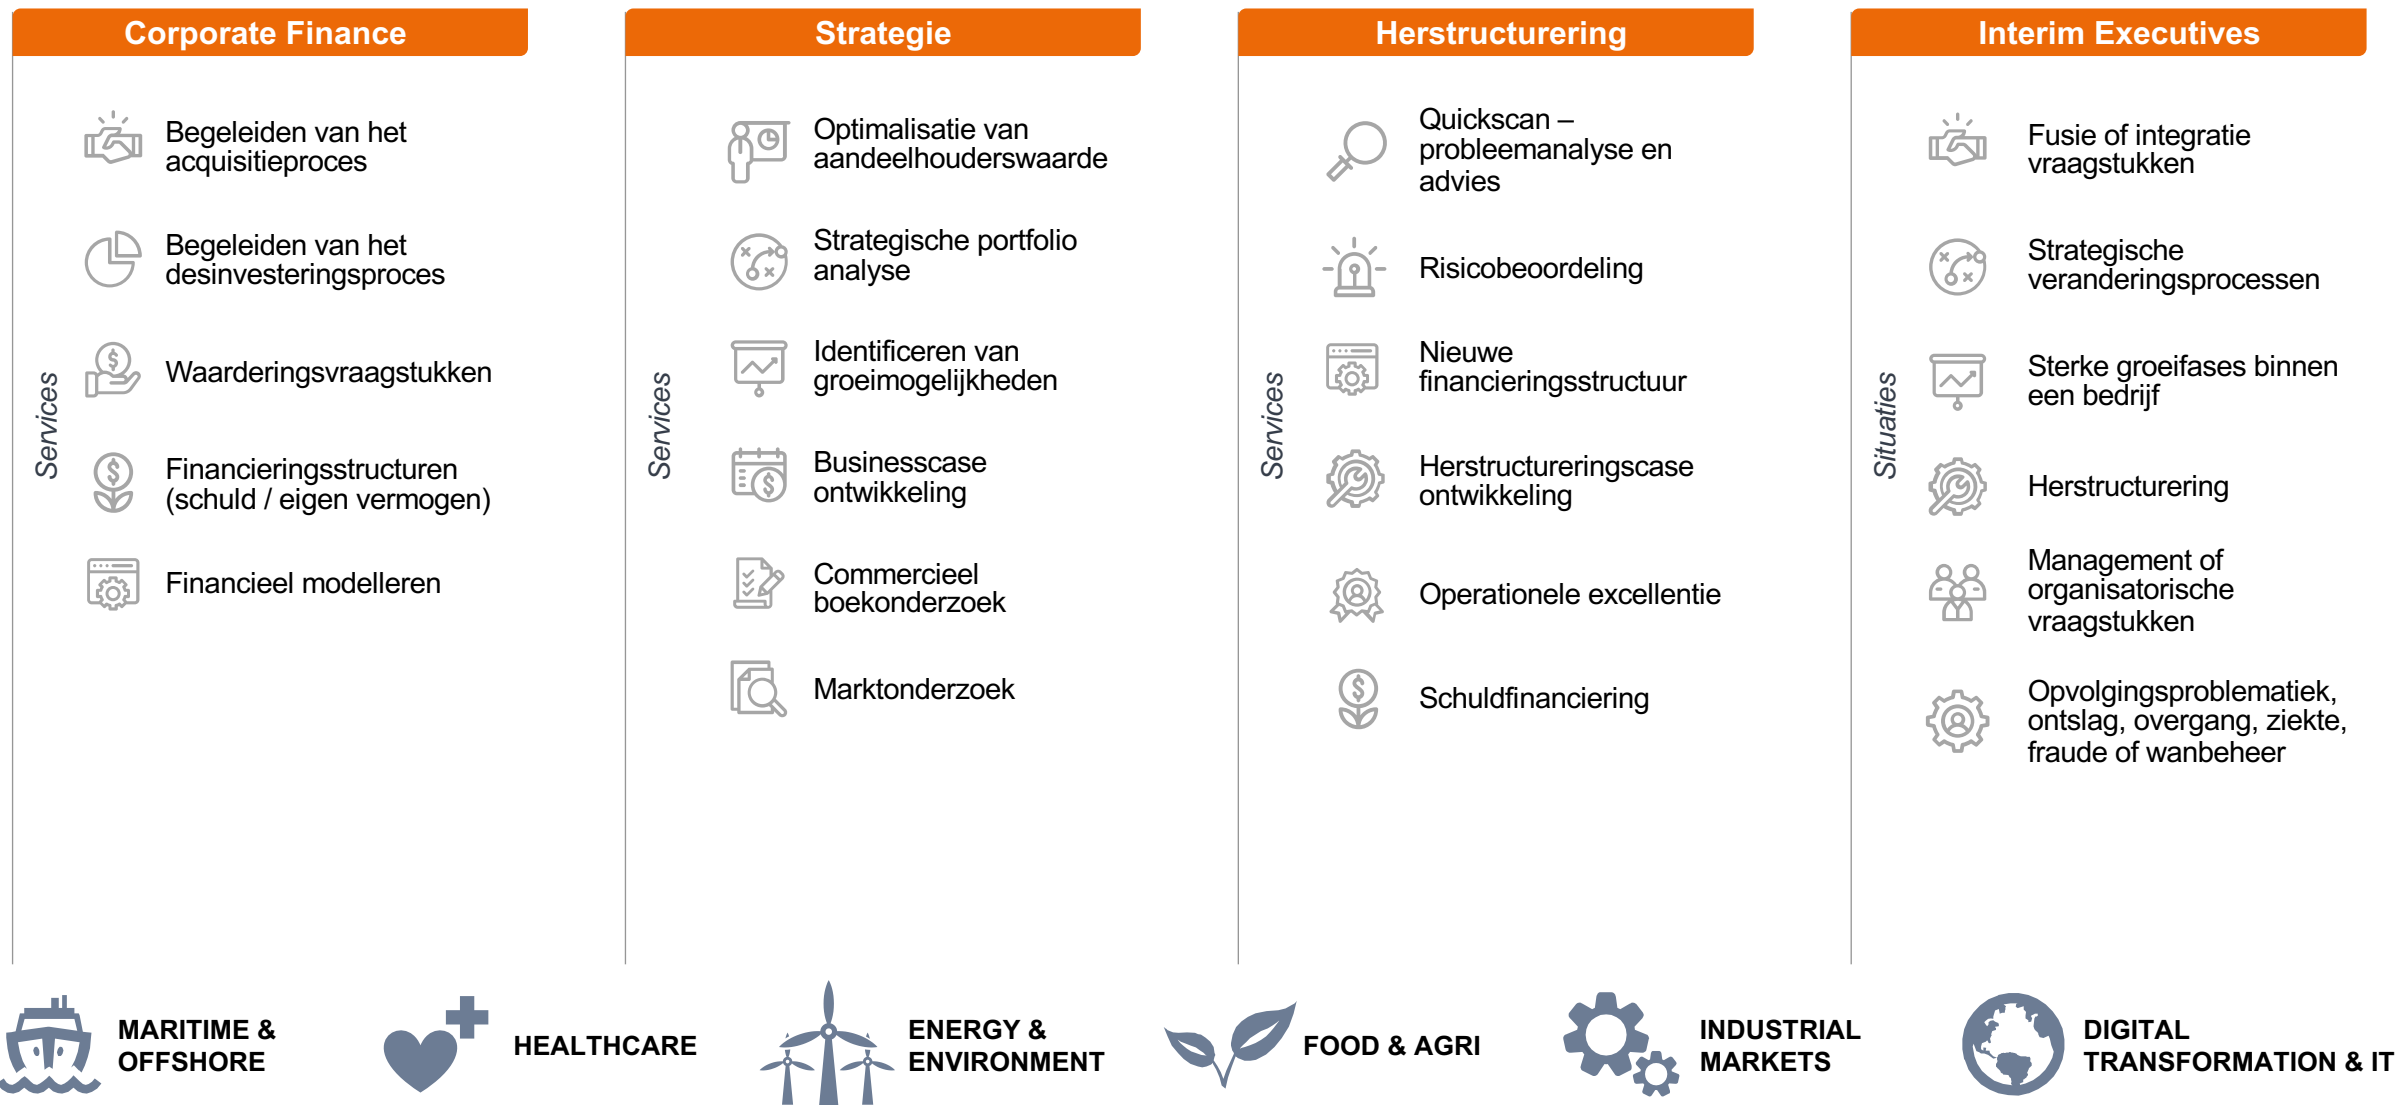 Corporate Finance
Services
Begeleiden van het
acquisitieproces
Begeleiden van het
desinvesteringsproces
Waarderingsvraagstukken
Financieringsstructuren
(schuld / eigen vermogen)
Financieel modelleren
Strategie
Services
Optimalisatie van
aandeelhouderswaarde
Strategische portfolio
analyse
Identificeren van
groeimogelijkheden
Businesscase
ontwikkeling
Commercieel
boekonderzoek
Marktonderzoek
Herstructurering
Services
Quickscan –
probleemanalyse en
advies
Risicobeoordeling
Nieuwe
financieringsstructuur
Herstructureringscase
ontwikkeling
Operationele excellentie
Schuldfinanciering
Interim Executives
Situaties
Fusie of integratie
vraagstukken
Strategische
veranderingsprocessen
Sterke groeifases binnen
een bedrijf
Herstructurering
Management of
organisatorische
vraagstukken
Opvolgingsproblematiek,
ontslag, overgang, ziekte,
fraude of wanbeheer
MARITIME &
OFFSHORE
HEALTHCARE
ENERGY &
ENVIRONMENT
FOOD & AGRI
INDUSTRIAL
MARKETS
DIGITAL
TRANSFORMATION & IT